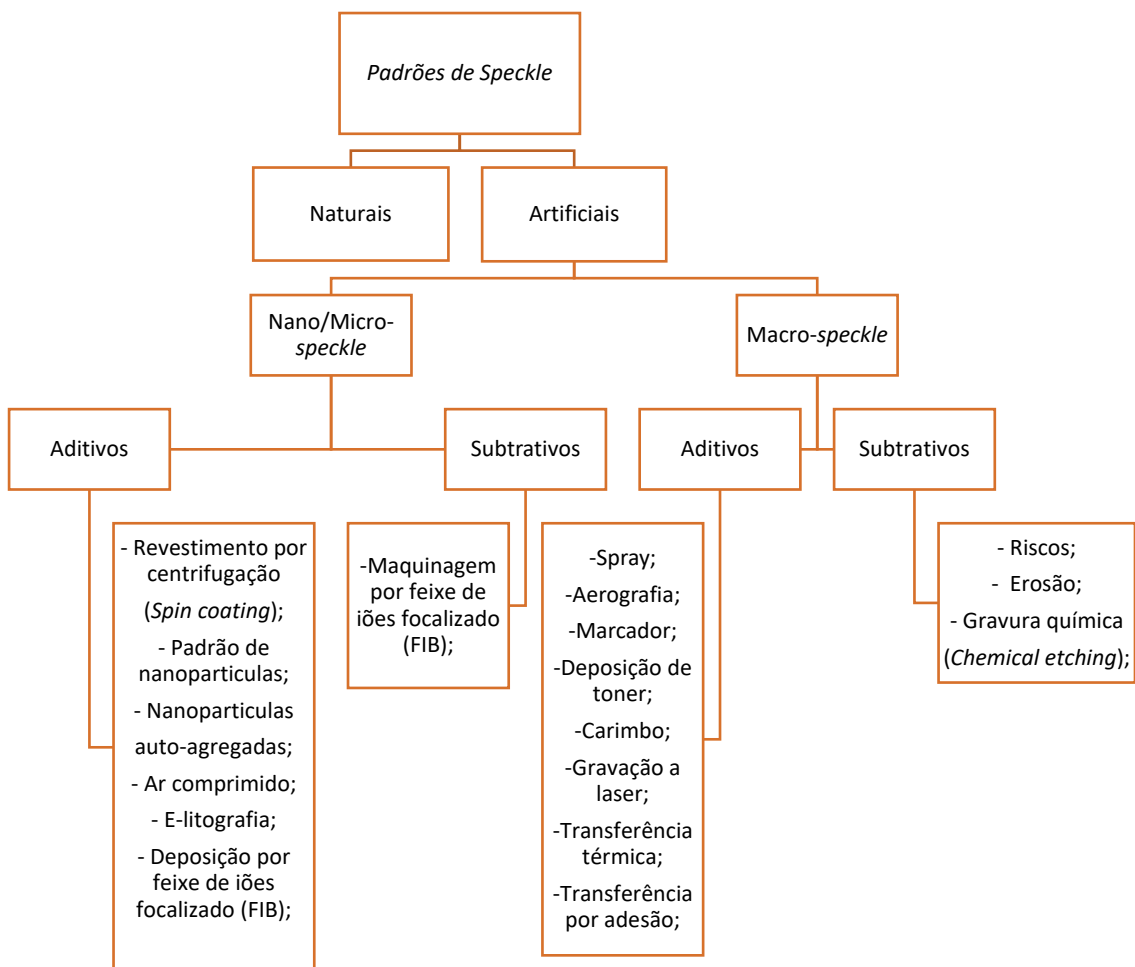 Padrões de Speckle
Naturais
Artificiais
Nano/Micro-
speckle
Macro-speckle
Aditivos
Subtrativos
Aditivos
Subtrativos
- Revestimento por
centrifugação
(Spin coating);
- Padrão de
nanoparticulas;
- Nanoparticulas
auto-agregadas;
- Ar comprimido;
- E-litografia;
- Deposição por
feixe de iões
focalizado (FIB);
-Maquinagem
por feixe de
iões focalizado
(FIB);
-Spray;
-Aerografia;
-Marcador;
-Deposição de
toner;
-Carimbo;
-Gravação a
laser;
-Transferência
térmica;
-Transferência
por adesão;
- Riscos;
- Erosão;
- Gravura química
(Chemical etching);